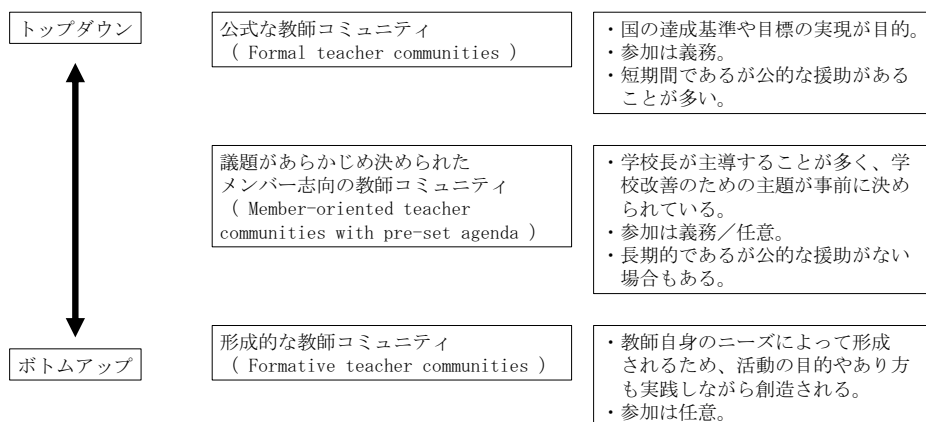 トップダウン
公式な教師コミュニティ
( Formal teacher communities )
・国の達成基準や目標の実現が目的。
・参加は義務。
・短期間であるが公的な援助がある
ことが多い。
議題があらかじめ決められた
メンバー志向の教師コミュニティ
( Member-oriented teacher
communities with pre-set agenda )
・学校長が主導することが多く、学
校改善のための主題が事前に決め
られている。
・参加は義務／任意。
・長期的であるが公的な援助がない
場合もある。
ボトムアップ
形成的な教師コミュニティ
( Formative teacher communities )
・教師自身のニーズによって形成
されるため、活動の目的やあり方
も実践しながら創造される。
・参加は任意。